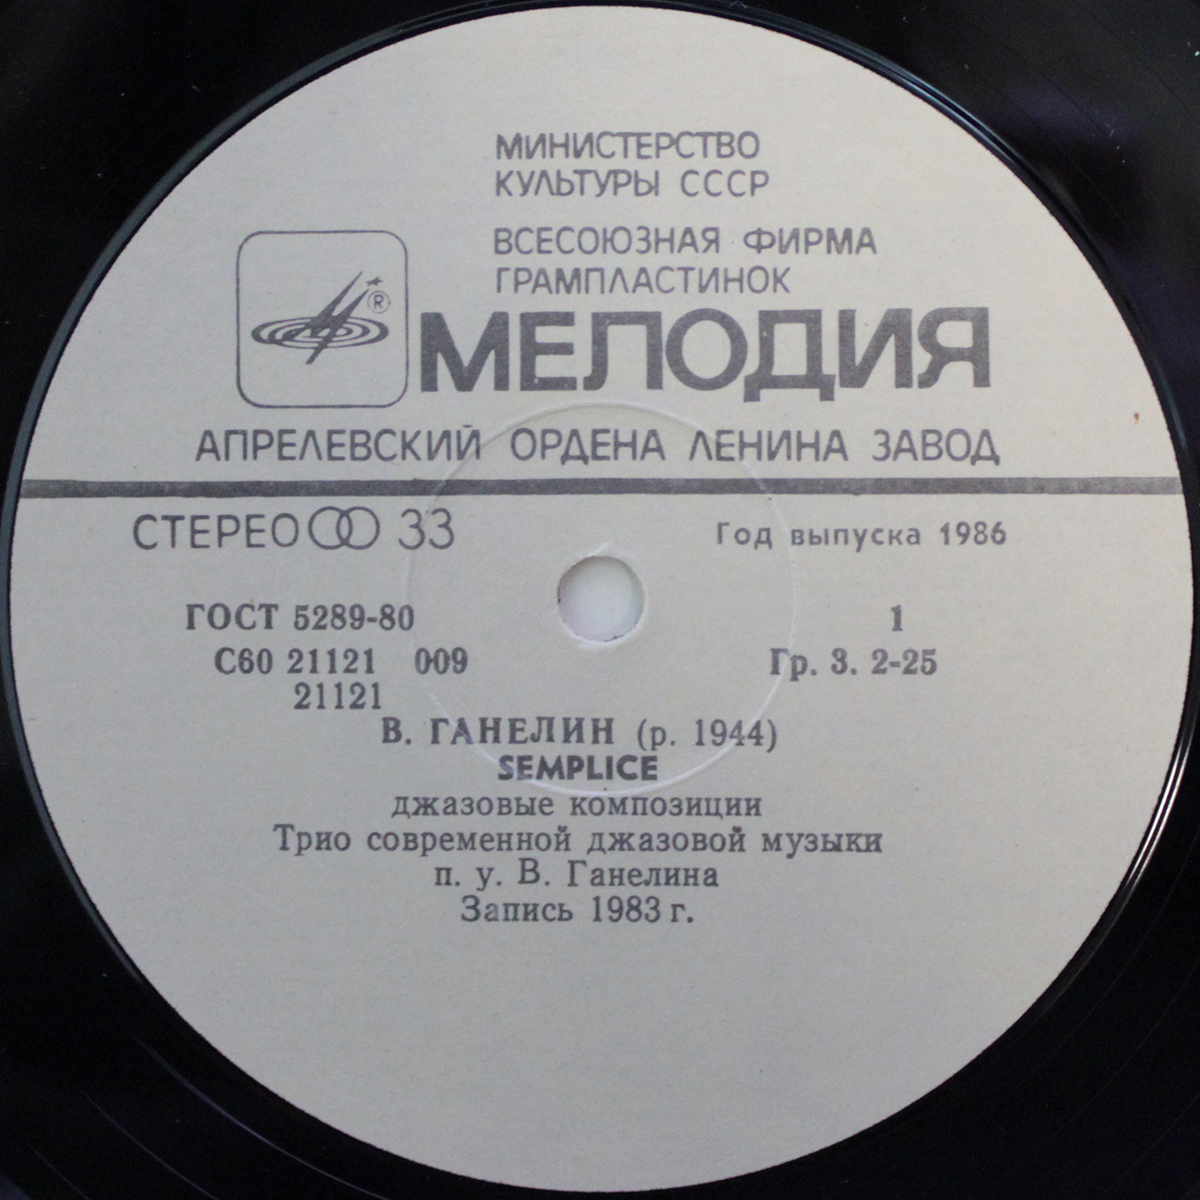 МИНИСТЕРСТВО
КУЛЬТУРЫ СССР
ВСЕСОЮЗНАЯ ФИРМА
ГРАМПЛАСТИНОК
®
МЕЛОДИЯ
АПРЕЛЕВСКИЙ ОРДЕНА ЛЕНИНА ЗАВОД
СТЕРЕО 33 Год выпуска 1986
ГОСТ 5289-80 1
С60 21121 009 Гр. 3. 2-25
21121
В. ГАНЕЛИН (р. 1944)
SEMPLICE
джазовые композиции
Трио современной джазовой музыки
п. у. В. Ганелина
Запись 1983 г.